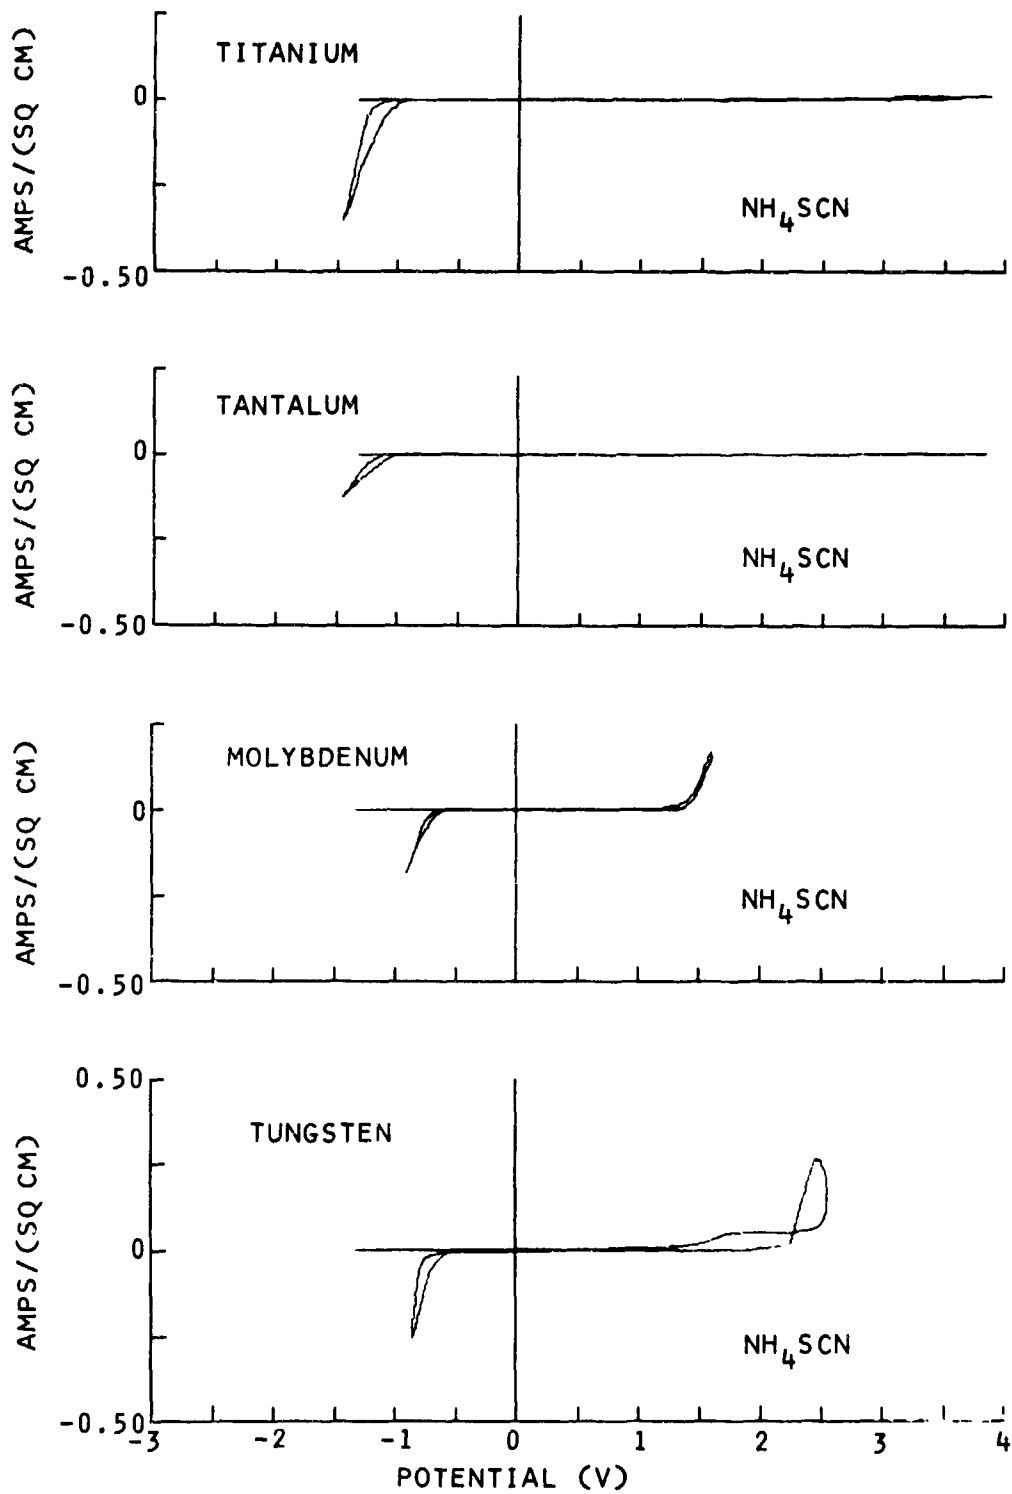 TITANIUM
AMPS/(SQ CM)
0
NH4SCN
-0.50
TANTALUM
AMPS/(SQ CM)
0
NH4SCN
-0.50
MOLYBDENUM
AMPS/(SQ CM)
0
NH4SCN
-0.50
0.50
TUNGSTEN
AMPS/(SQ CM)
0
NH4SCN
-0.50
-3 -2 -1 0 1 2 3 4
POTENTIAL (V)